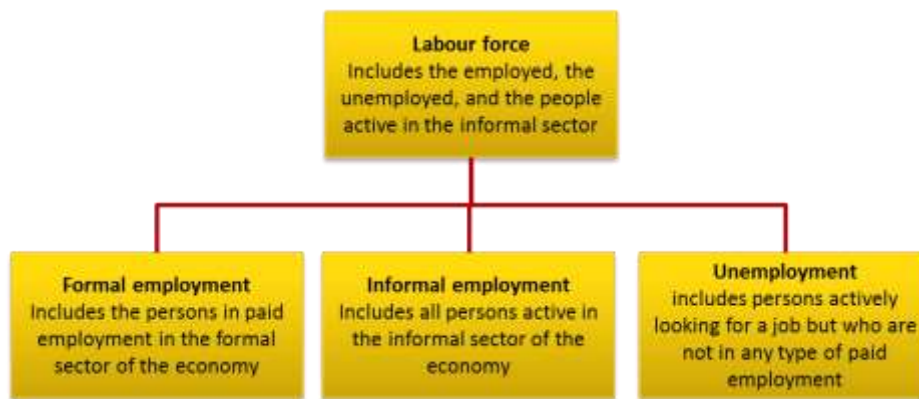 Labour force
Includes the employed, the
unemployed, and the people
active in the informal sector
Formal employment
Includes the persons in paid
employment in the formal
sector of the economy
Informal employment
Includes all persons active in
the informal sector of the
economy
Unemployment
includes persons actively
looking for a job but who are
not in any type of paid
employment